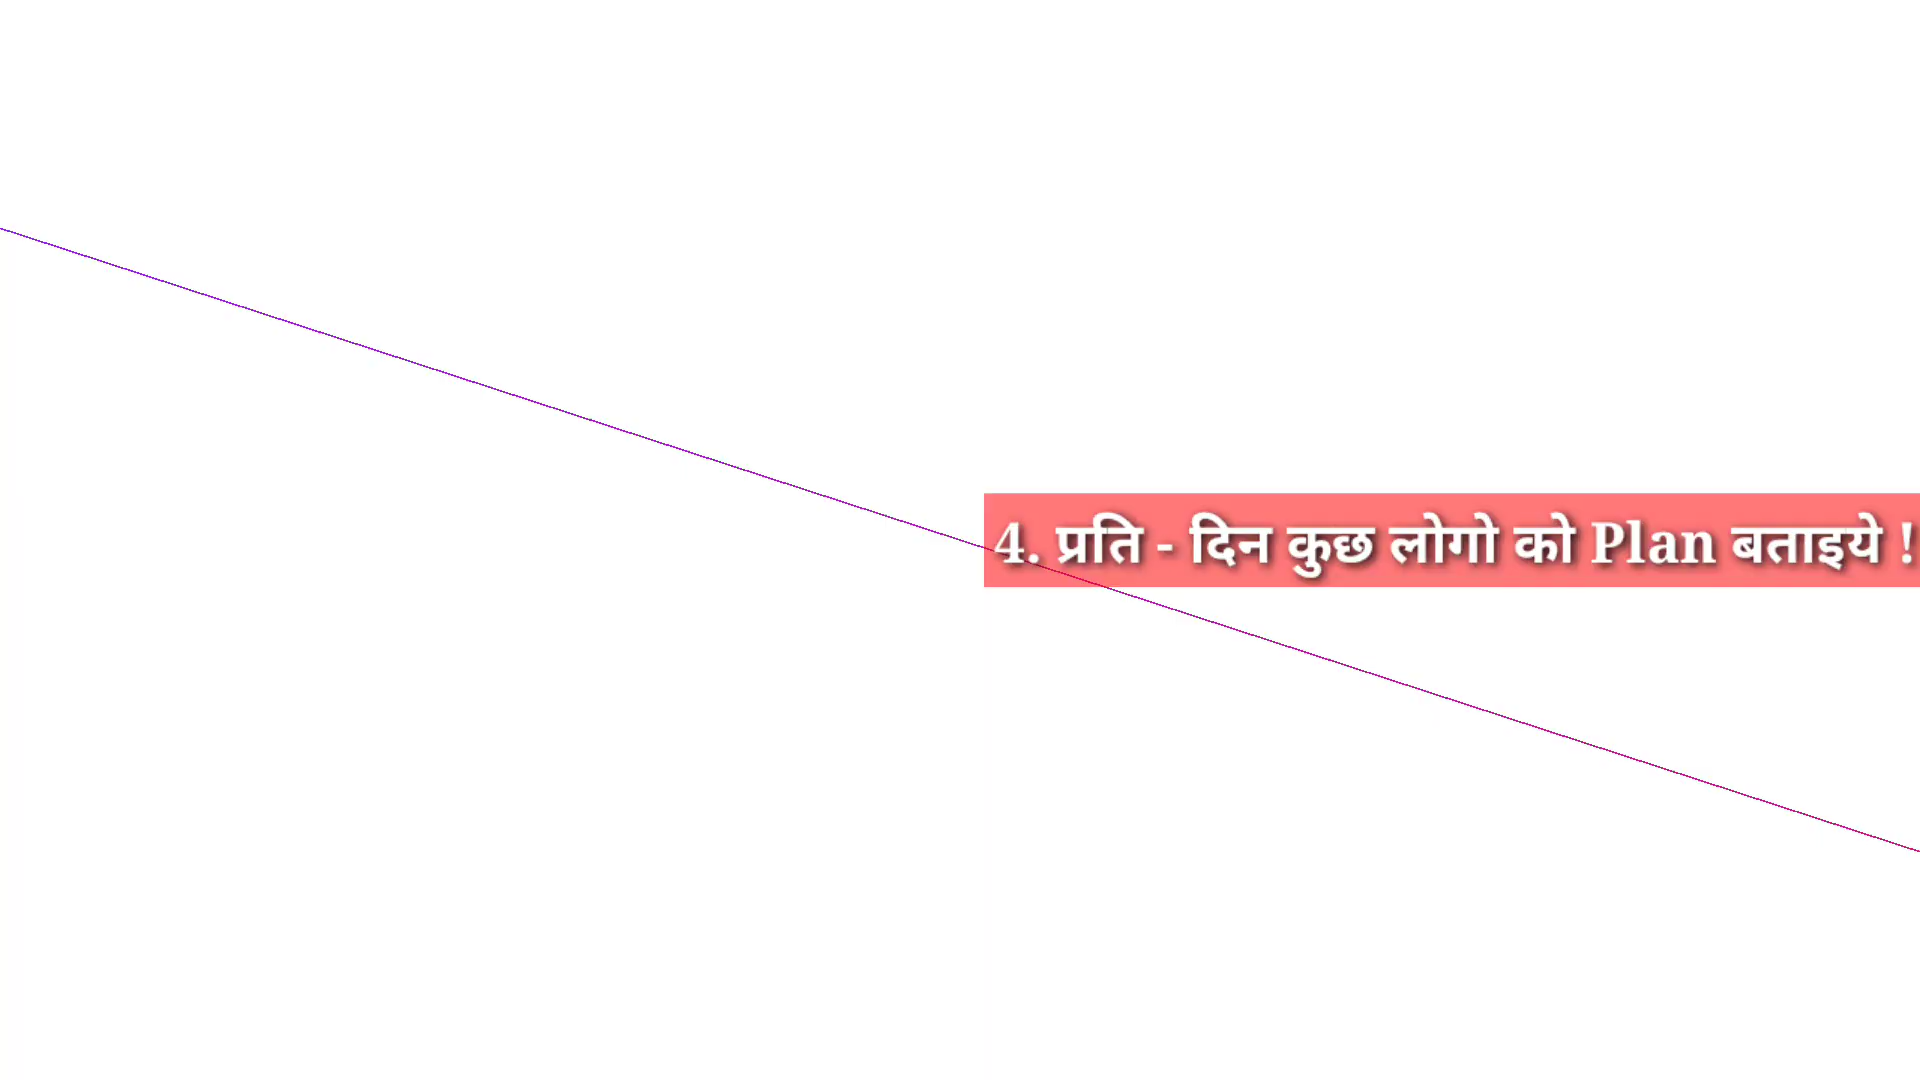 4. प्रति - दिन कुछ लोगो को Plan बताइये !